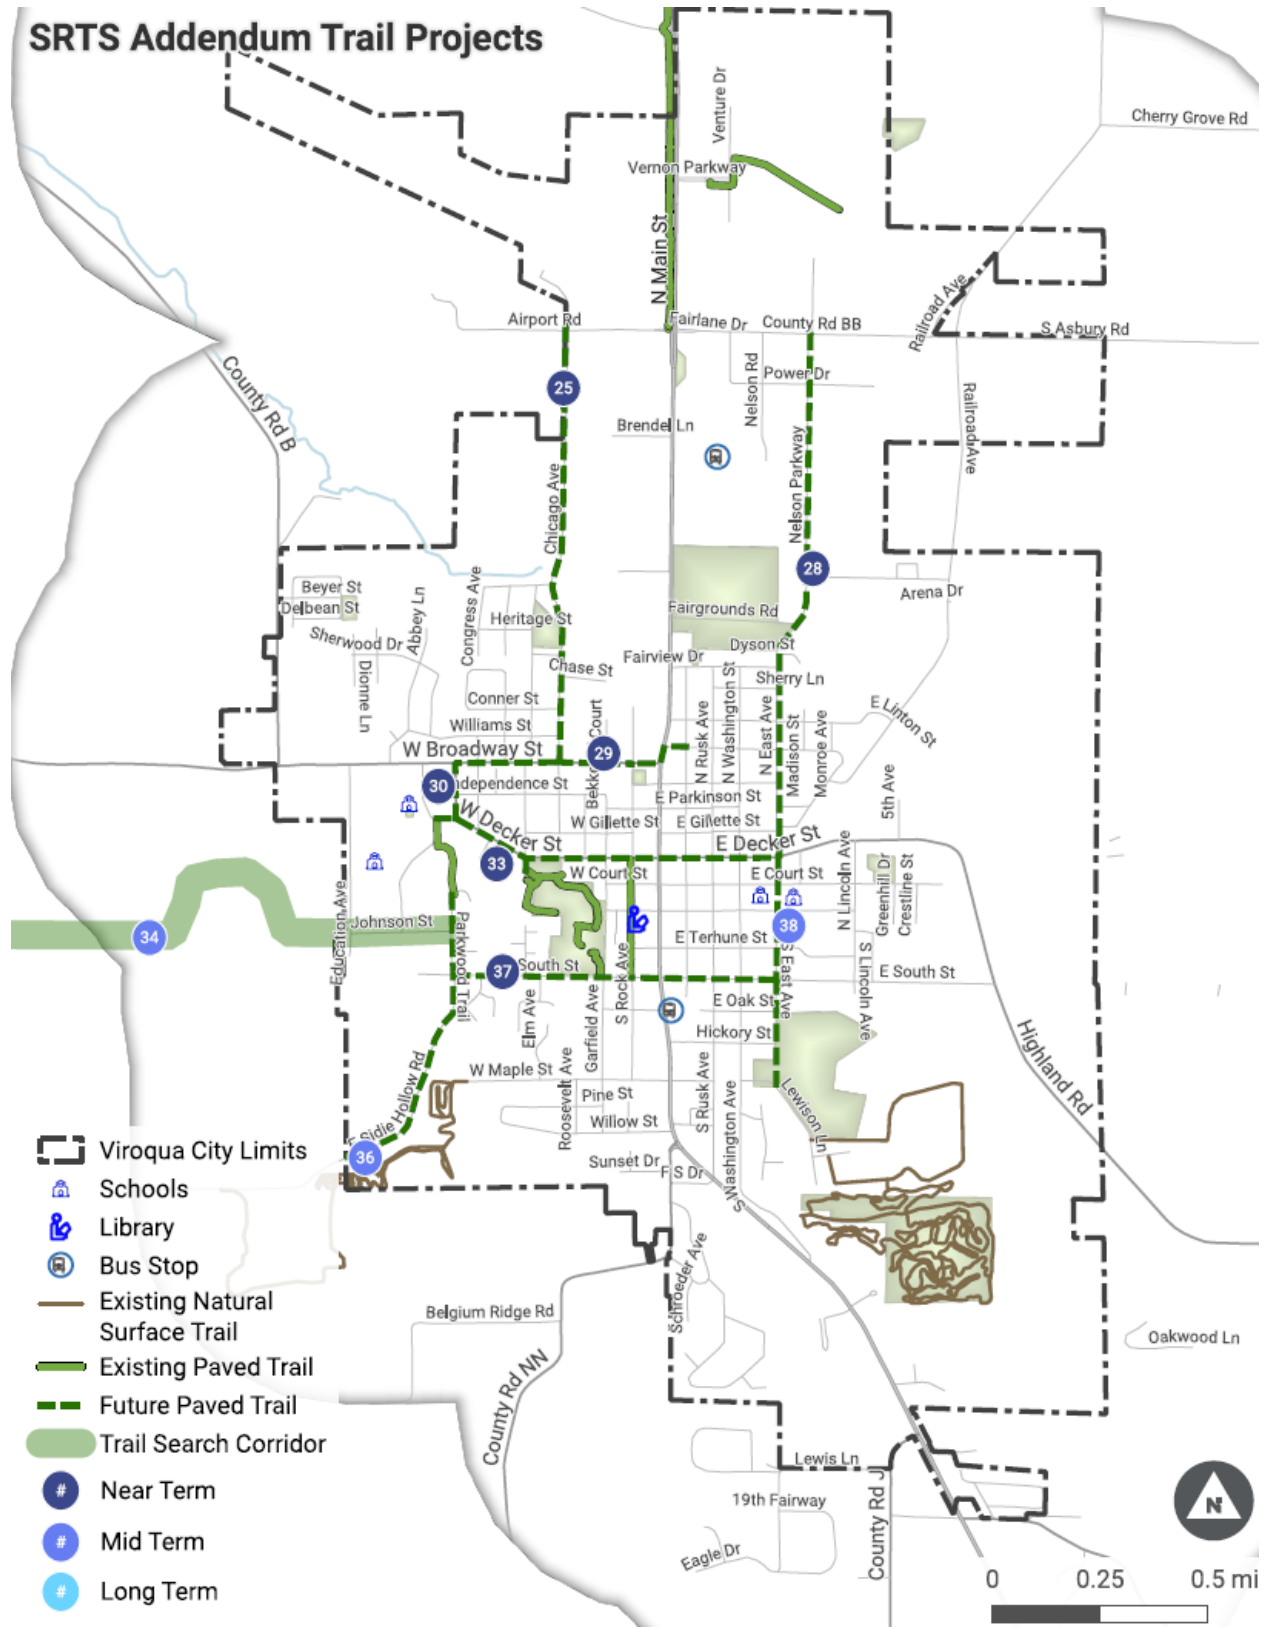 SRTS Addendum Trail Projects
Cherry Grove Rd
Venture Dr
Vernon Parkway
N Main St
Railroad Ave
Airport Rd
Fairlane Dr
County Rd BB
S Asbury Rd
25
Nelson Rd
Power Dr
County Rd B
Railroad Ave
Brendel Ln
Nelson Parkway
Chicago Ave
28
Arena Dr
Beyer St
Delbean St
Abbey Ln
Congress Ave
Heritage St
Fairgrounds Rd
Sherwood Dr
Dyson St
Dionne Ln
Chase St
Fairview Dr
Sherry Ln
Conner St
N Rusk Ave
N Washington St
N East Ave
Madison St
Monroe Ave
E Linton St
Williams St
Court
W Broadway St
29
30
ndependence St
Bekk
E Parkinson St
5th Ave
W Decker St
W Gillette St
E Gillette St
E Decker St
33
W Court St
E Court St
N Lincoln Ave
Greenhill Dr
Crestline St
Education Ave
Johnson St
Parkwood Trail
34
38
E Terhune St
S Rock Ave
S East Ave
S Lincoln Ave
37
South St
E South St
Elm Ave
Garfield Ave
E Oak St
Hickory St
Highland Rd
E Sidie Hollow Rd
W Maple St
Roosevelt Ave
Pine St
S Rusk Ave
S Washington Ave
Lewison Ln
Willow St
36
Sunset Dr
F S Dr
Viroqua City Limits
Schools
Library
Bus Stop
Existing Natural
Surface Trail
Existing Paved Trail
Future Paved Trail
Trail Search Corridor
# Near Term
# Mid Term
# Long Term
Schroeder Ave
Belgium Ridge Rd
Oakwood Ln
County Rd NN
Lewis Ln
19th Fairway
County Rd J
Eagle Dr
N
0 0.25 0.5 mi